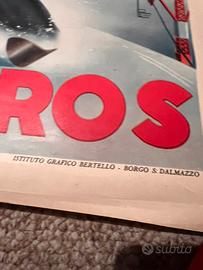 ROS
ISTITUTO GRAFICO BERTELLO - BORGO S. DALMAZZO
subito